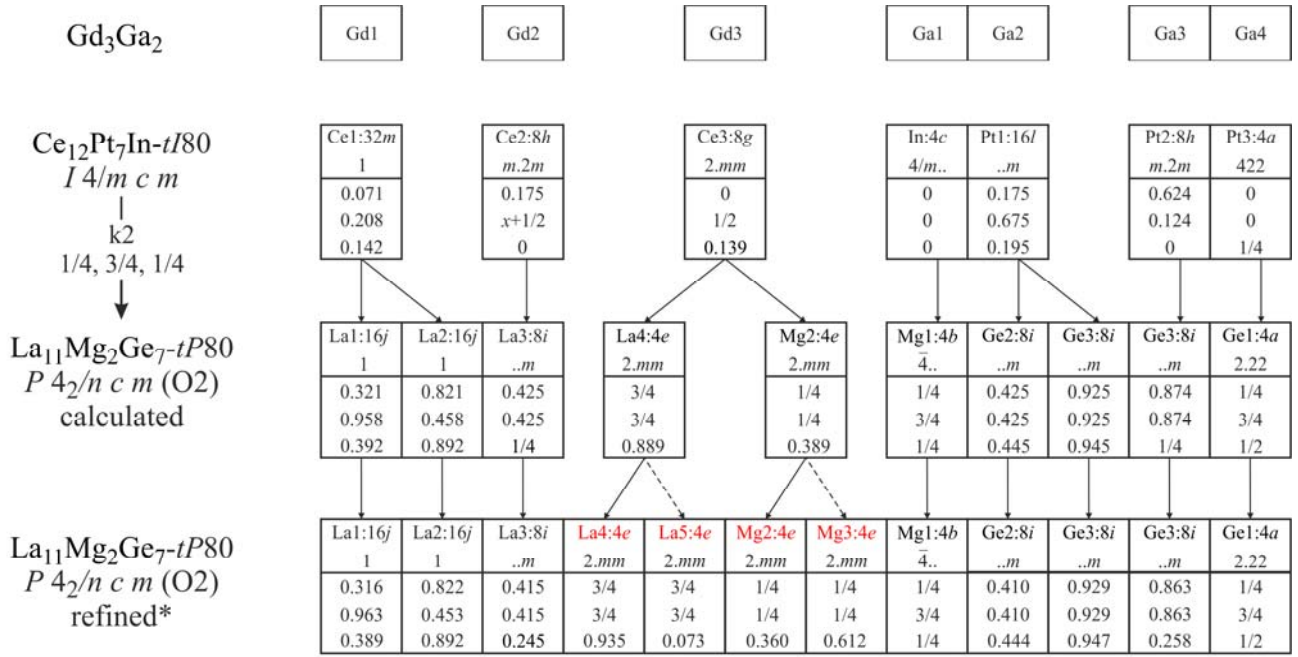 Gd3Ga2 Gd1 Gd2 Gd3 Ga1 Ga2 Ga3 Ga4
Ce12Pt7In-tI80 Ce1:32m Ce2:8h Ce3:8g In:4c Pt1:16l Pt2:8h Pt3:4a
I 4/m c m 1 m.2m 2.mm 4/m.. ..m m.2m 422
0.071 0.175 0 0 0.175 0.624 0
0.208 x+1/2 1/2 0 0.675 0.124 0
0.142 0 0.139 0 0.195 0 1/4
k2
1/4, 3/4, 1/4
La11Mg2Ge7-tP80 La1:16j La2:16j La3:8i La4:4e Mg2:4e Mg1:4b Ge2:8i Ge3:8i Ge3:8i Ge1:4a
P 42/n c m (O2) 1 1 ..m 2.mm 2.mm 4̅.. ..m ..m ..m 2.22
calculated
0.321 0.821 0.425 3/4 1/4 1/4 0.425 0.925 0.874 1/4
0.958 0.458 0.425 3/4 1/4 3/4 0.425 0.925 0.874 3/4
0.392 0.892 1/4 0.889 0.389 1/4 0.445 0.945 1/4 1/2
La11Mg2Ge7-tP80 La1:16j La2:16j La3:8i La4:4e La5:4e Mg2:4e Mg3:4e Mg1:4b Ge2:8i Ge3:8i Ge3:8i Ge1:4a
P 42/n c m (O2) 1 1 ..m 2.mm 2.mm 2.mm 2.mm 4̅.. ..m ..m ..m 2.22
refined*
0.316 0.822 0.415 3/4 3/4 1/4 1/4 1/4 0.410 0.929 0.863 1/4
0.963 0.453 0.415 3/4 3/4 1/4 1/4 3/4 0.410 0.929 0.863 3/4
0.389 0.892 0.245 0.935 0.073 0.360 0.612 1/4 0.444 0.947 0.258 1/2